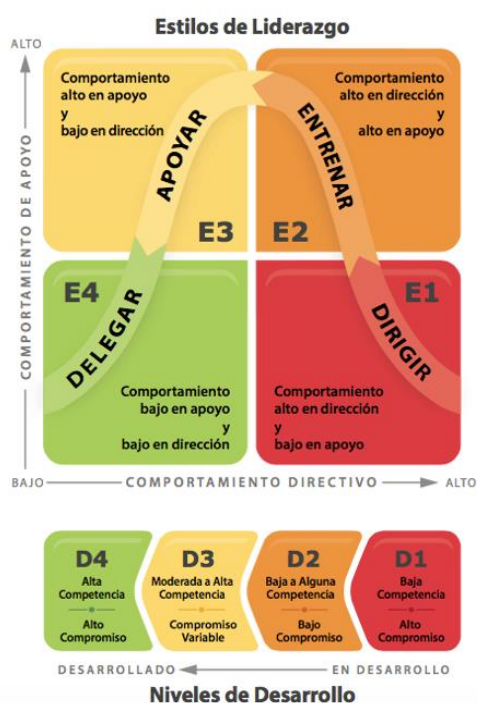 Estilos de Liderazgo
ALTO
COMPORTAMIENTO DE APOYO
BAJO
Comportamiento
alto en apoyo
y
bajo en dirección
APOYAR
E3
Comportamiento
alto en dirección
y
alto en apoyo
ENTRENAR
E2
E4
DELEGAR
Comportamiento
bajo en apoyo
y
bajo en dirección
E1
DIRIGIR
Comportamiento
alto en dirección
y
bajo en apoyo
COMPORTAMIENTO DIRECTIVO
ALTO
D4
Alta
Competencia
Alto
Compromiso
D3
Moderada a Alta
Competencia
Compromiso
Variable
D2
Baja a Alguna
Competencia
Bajo
Compromiso
D1
Baja
Competencia
Alto
Compromiso
DESARROLLADO
EN DESARROLLO
Niveles de Desarrollo